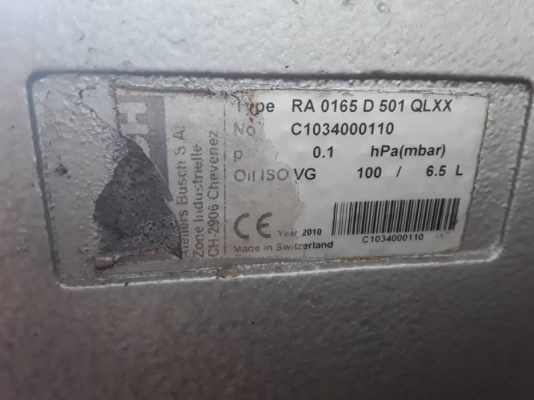 Type RA 0165 D 501 QLXX
No C1034000110
p 0.1 hPa(mbar)
Oil ISO VG 100 / 6.5 L
CE Year 2010
Made in Switzerland
C1034000110
Ateliers Busch S.A.
Zone Industrielle
CH-2906 Chevenez